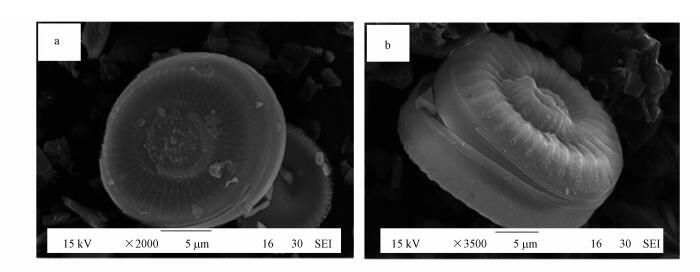 a
15 kV ×2000 5 μm 16 30 SEI
b
15 kV ×3500 5 μm 16 30 SEI